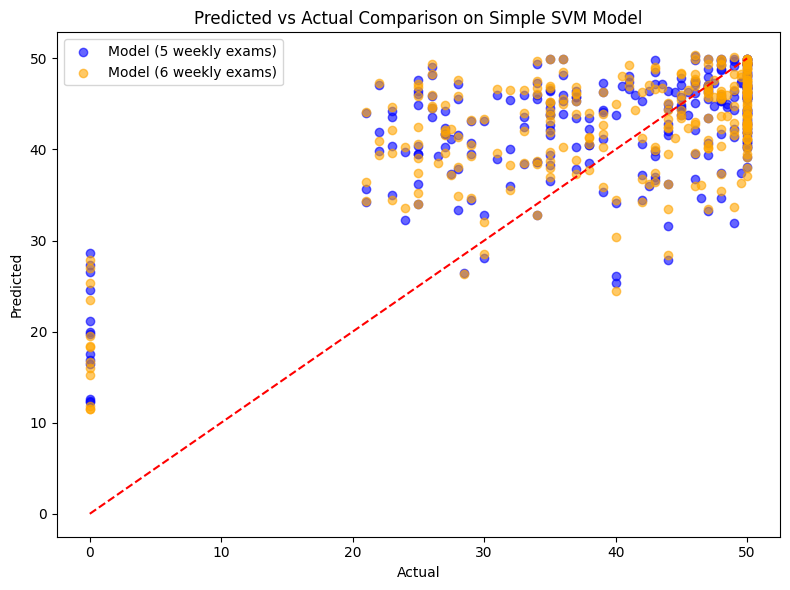 Predicted vs Actual Comparison on Simple SVM Model
Model (5 weekly exams)
Model (6 weekly exams)
Predicted
50
40
30
20
10
0
0 10 20 30 40 50
Actual